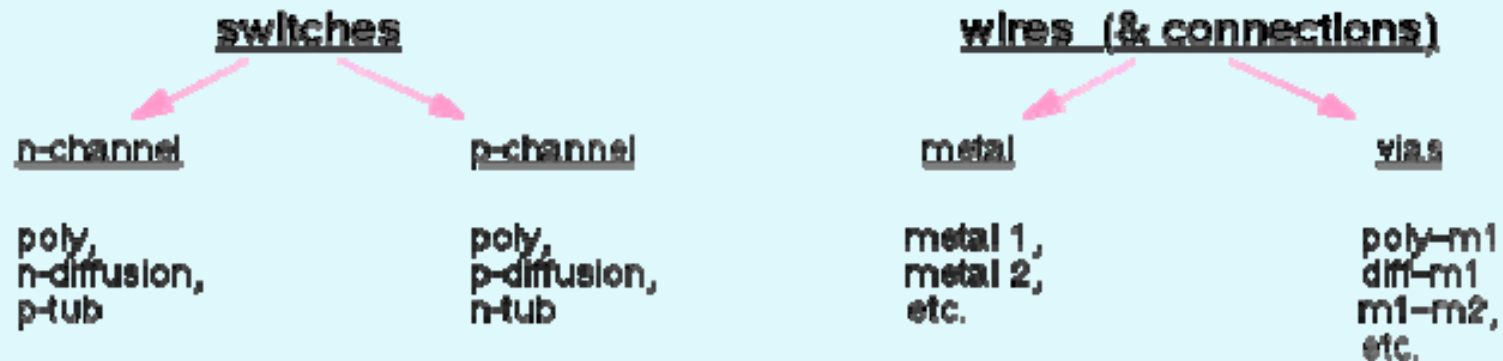 switches
wires (& connections)
n-channel
p-channel
metal
vias
poly,
n-diffusion,
p-tub
poly,
p-diffusion,
n-tub
metal 1,
metal 2,
etc.
poly-m1
diff-m1
m1-m2,
etc.